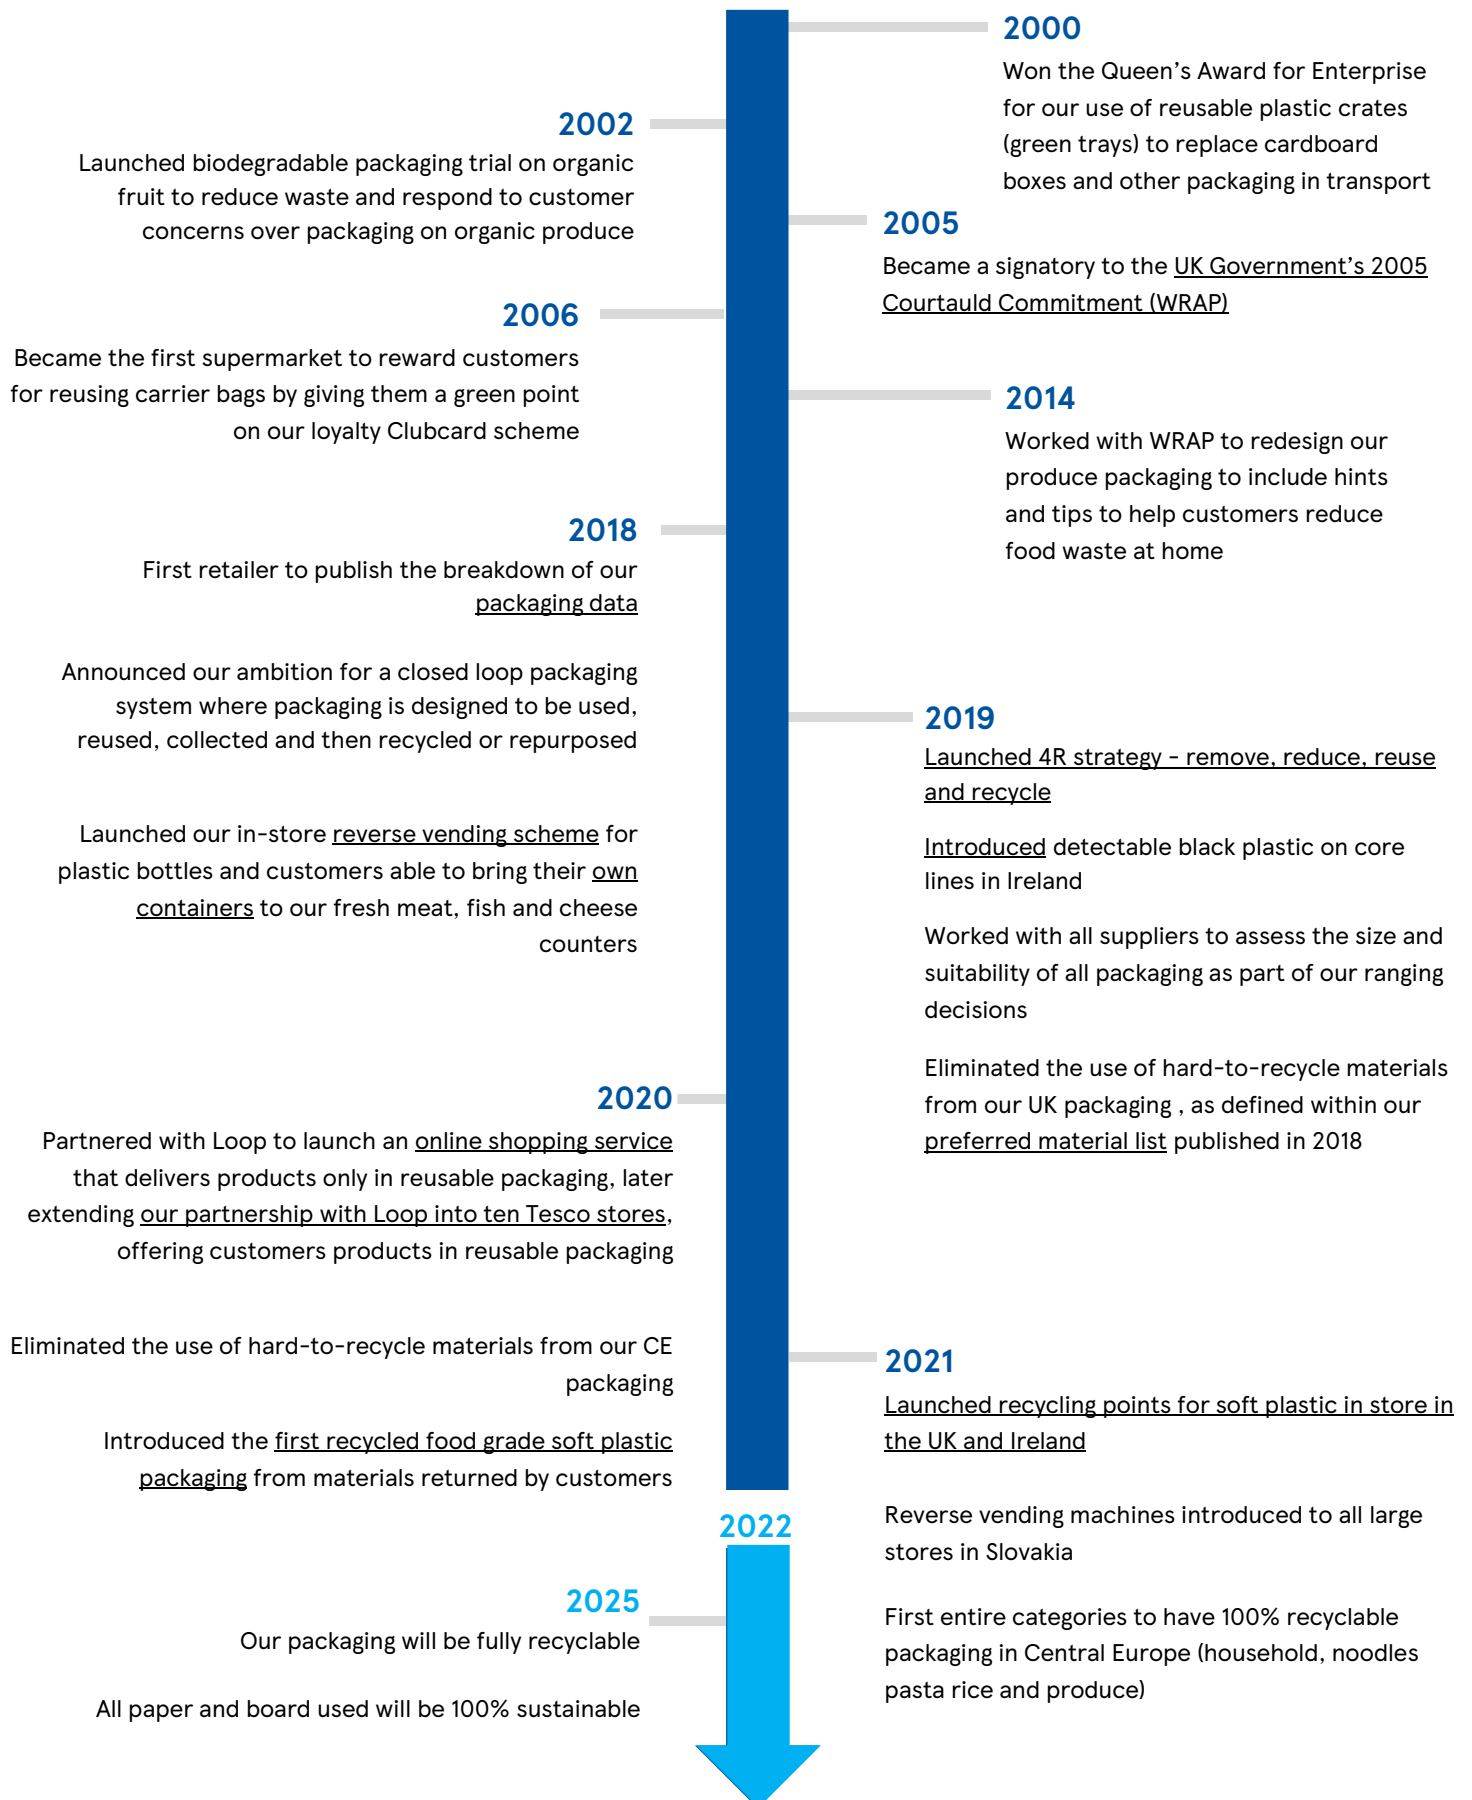 2000
Won the Queen’s Award for Enterprise
for our use of reusable plastic crates
(green trays) to replace cardboard
boxes and other packaging in transport
2002
Launched biodegradable packaging trial on organic
fruit to reduce waste and respond to customer
concerns over packaging on organic produce
2005
Became a signatory to the UK Government’s 2005
Courtauld Commitment (WRAP)
2006
Became the first supermarket to reward customers
for reusing carrier bags by giving them a green point
on our loyalty Clubcard scheme
2014
Worked with WRAP to redesign our
produce packaging to include hints
and tips to help customers reduce
food waste at home
2018
First retailer to publish the breakdown of our
packaging data
Announced our ambition for a closed loop packaging
system where packaging is designed to be used,
reused, collected and then recycled or repurposed
Launched our in-store reverse vending scheme for
plastic bottles and customers able to bring their own
containers to our fresh meat, fish and cheese
counters
2019
Launched 4R strategy - remove, reduce, reuse
and recycle
Introduced detectable black plastic on core
lines in Ireland
Worked with all suppliers to assess the size and
suitability of all packaging as part of our ranging
decisions
Eliminated the use of hard-to-recycle materials
from our UK packaging , as defined within our
preferred material list published in 2018
2020
Partnered with Loop to launch an online shopping service
that delivers products only in reusable packaging, later
extending our partnership with Loop into ten Tesco stores,
offering customers products in reusable packaging
Eliminated the use of hard-to-recycle materials from our CE
packaging
Introduced the first recycled food grade soft plastic
packaging from materials returned by customers
2021
Launched recycling points for soft plastic in store in
the UK and Ireland
Reverse vending machines introduced to all large
stores in Slovakia
First entire categories to have 100% recyclable
packaging in Central Europe (household, noodles
pasta rice and produce)
2022
2025
Our packaging will be fully recyclable
All paper and board used will be 100% sustainable